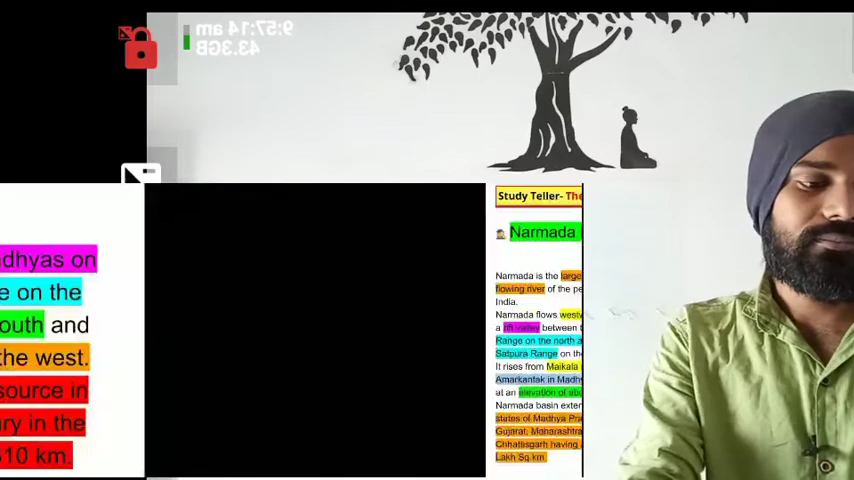 9:57:14 am
43.3GB
Study Teller- The
Narmada
Narmada is the large
flowing river of the pe
India.
Narmada flows westw
a rift valley between t
Range on the north a
Satpura Range on the
It rises from Maikala
Amarkantak in Madhy
at an elevation of abo
Narmada basin exten
states of Madhya Pra
Gujarat, Maharashtra
Chhattisgarh having
Lakh Sq.km
adhyas on
e on the
outh and
the west.
source in
ary in the
310 km.